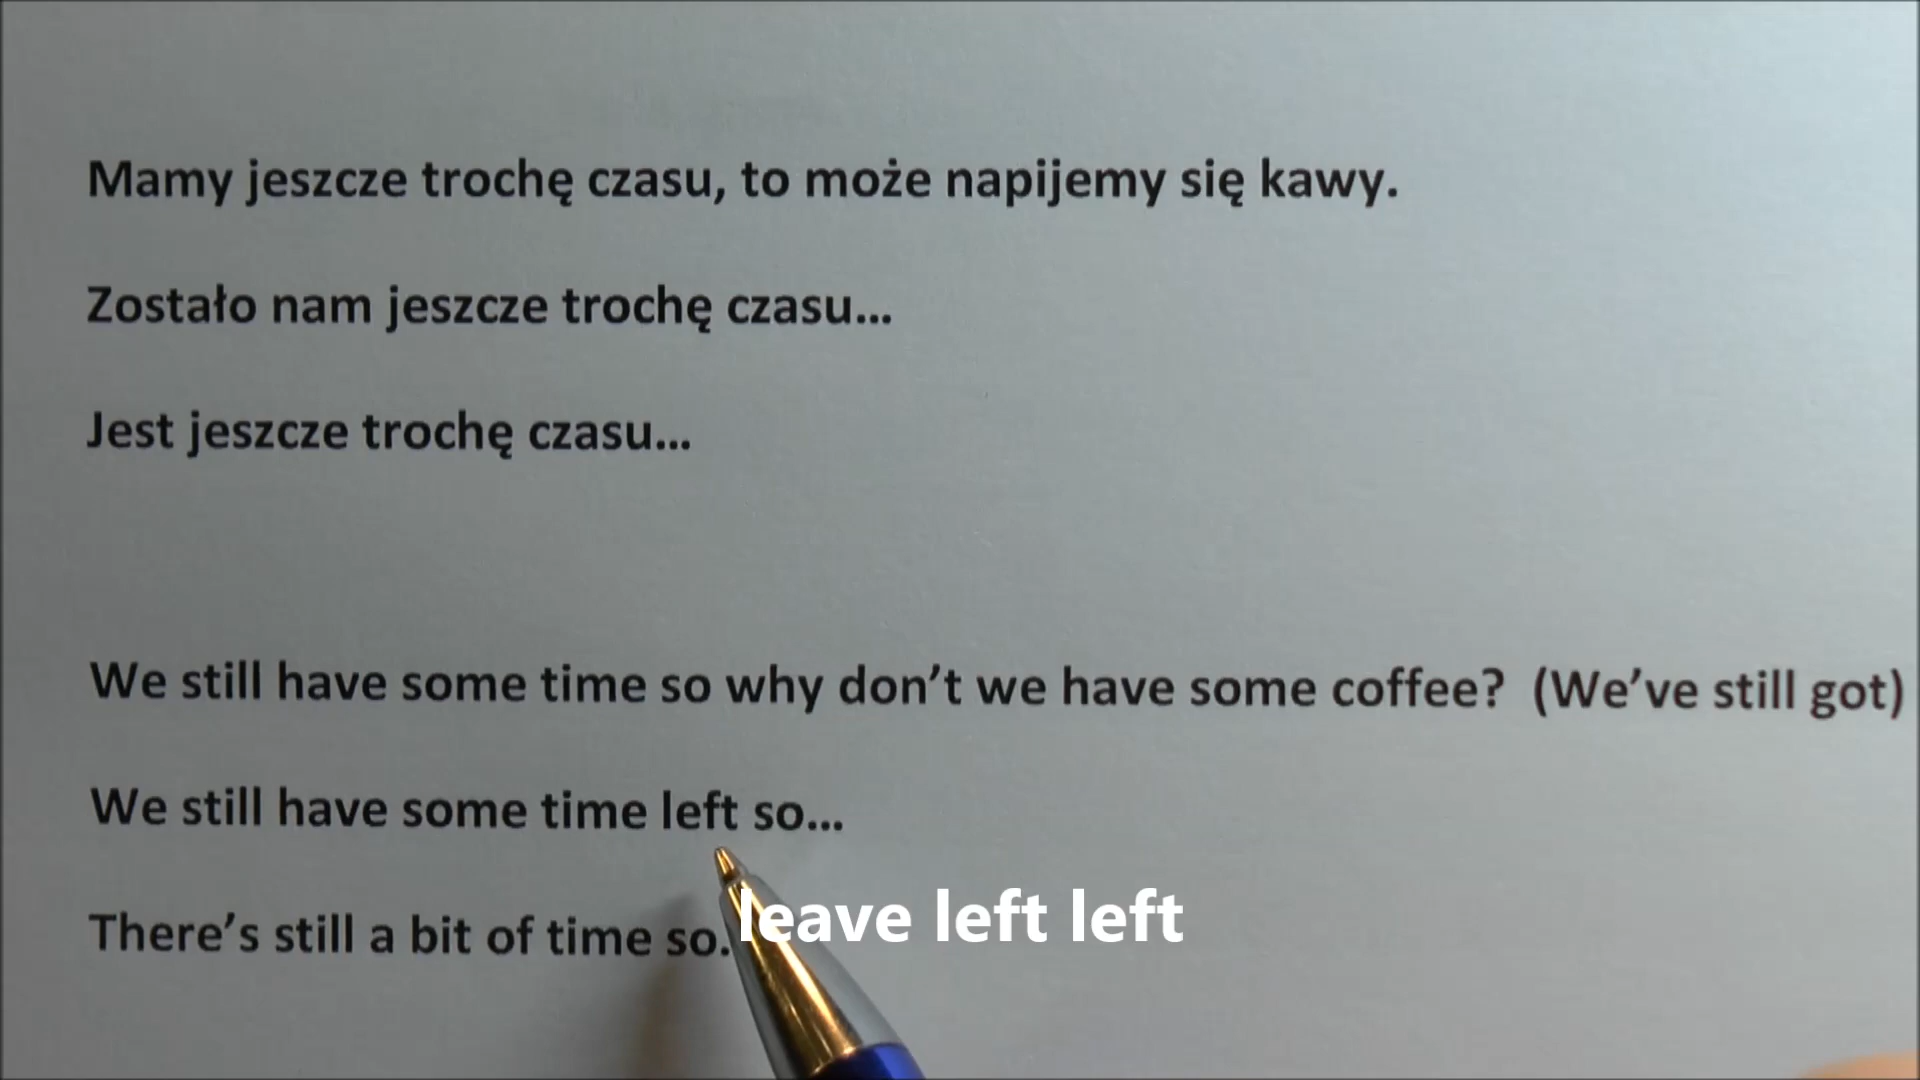 Mamy jeszcze trochę czasu, to może napijemy się kawy.
Zostało nam jeszcze trochę czasu...
Jest jeszcze trochę czasu...
We still have some time so why don’t we have some coffee? (We’ve still got)
We still have some time left so...
There’s still a bit of time so.
leave left left